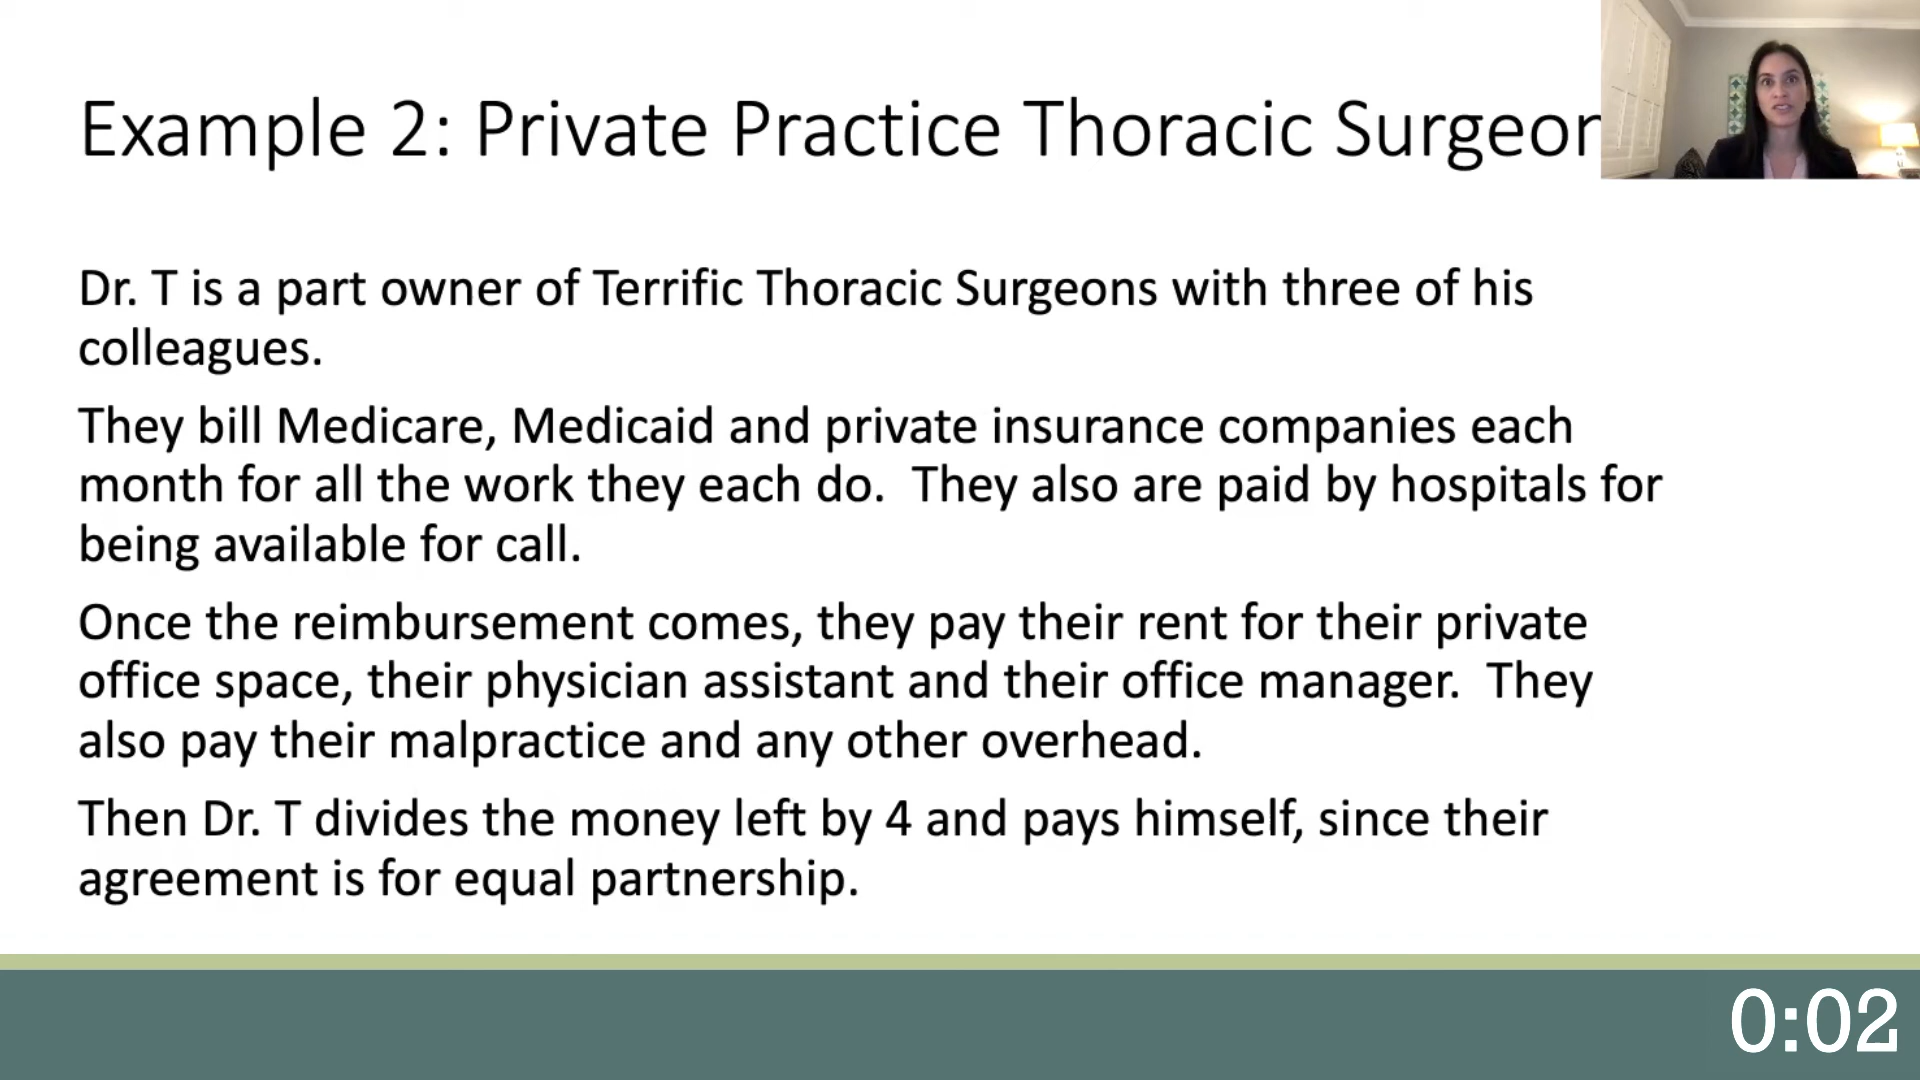 Example 2: Private Practice Thoracic Surgeon
Dr. T is a part owner of Terrific Thoracic Surgeons with three of his
colleagues.
They bill Medicare, Medicaid and private insurance companies each
month for all the work they each do.  They also are paid by hospitals for
being available for call.
Once the reimbursement comes, they pay their rent for their private
office space, their physician assistant and their office manager.  They
also pay their malpractice and any other overhead.
Then Dr. T divides the money left by 4 and pays himself, since their
agreement is for equal partnership.
0:02